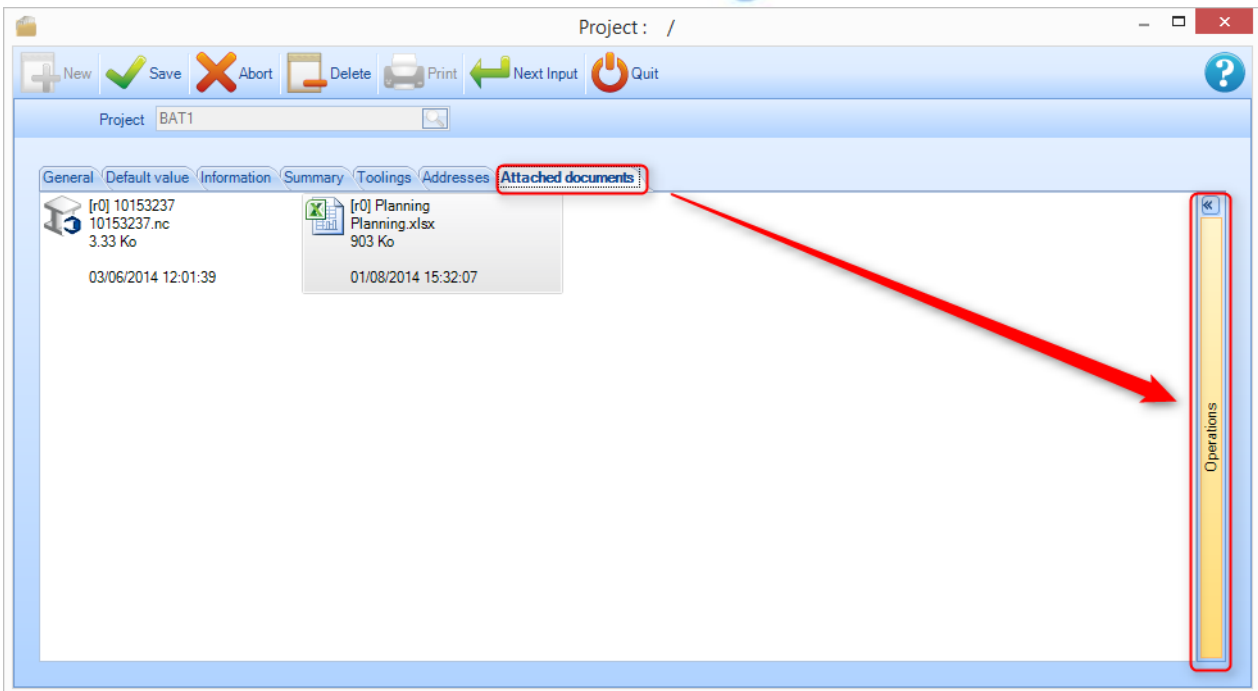 Project : /
New Save Abort Delete Print Next Input Quit ?
Project BAT1
General Default value Information Summary Toolings Addresses Attached documents
[r0] 10153237
10153237.nc
3.33 Ko
03/06/2014 12:01:39
[r0] Planning
Planning.xlsx
903 Ko
01/08/2014 15:32:07
Operations